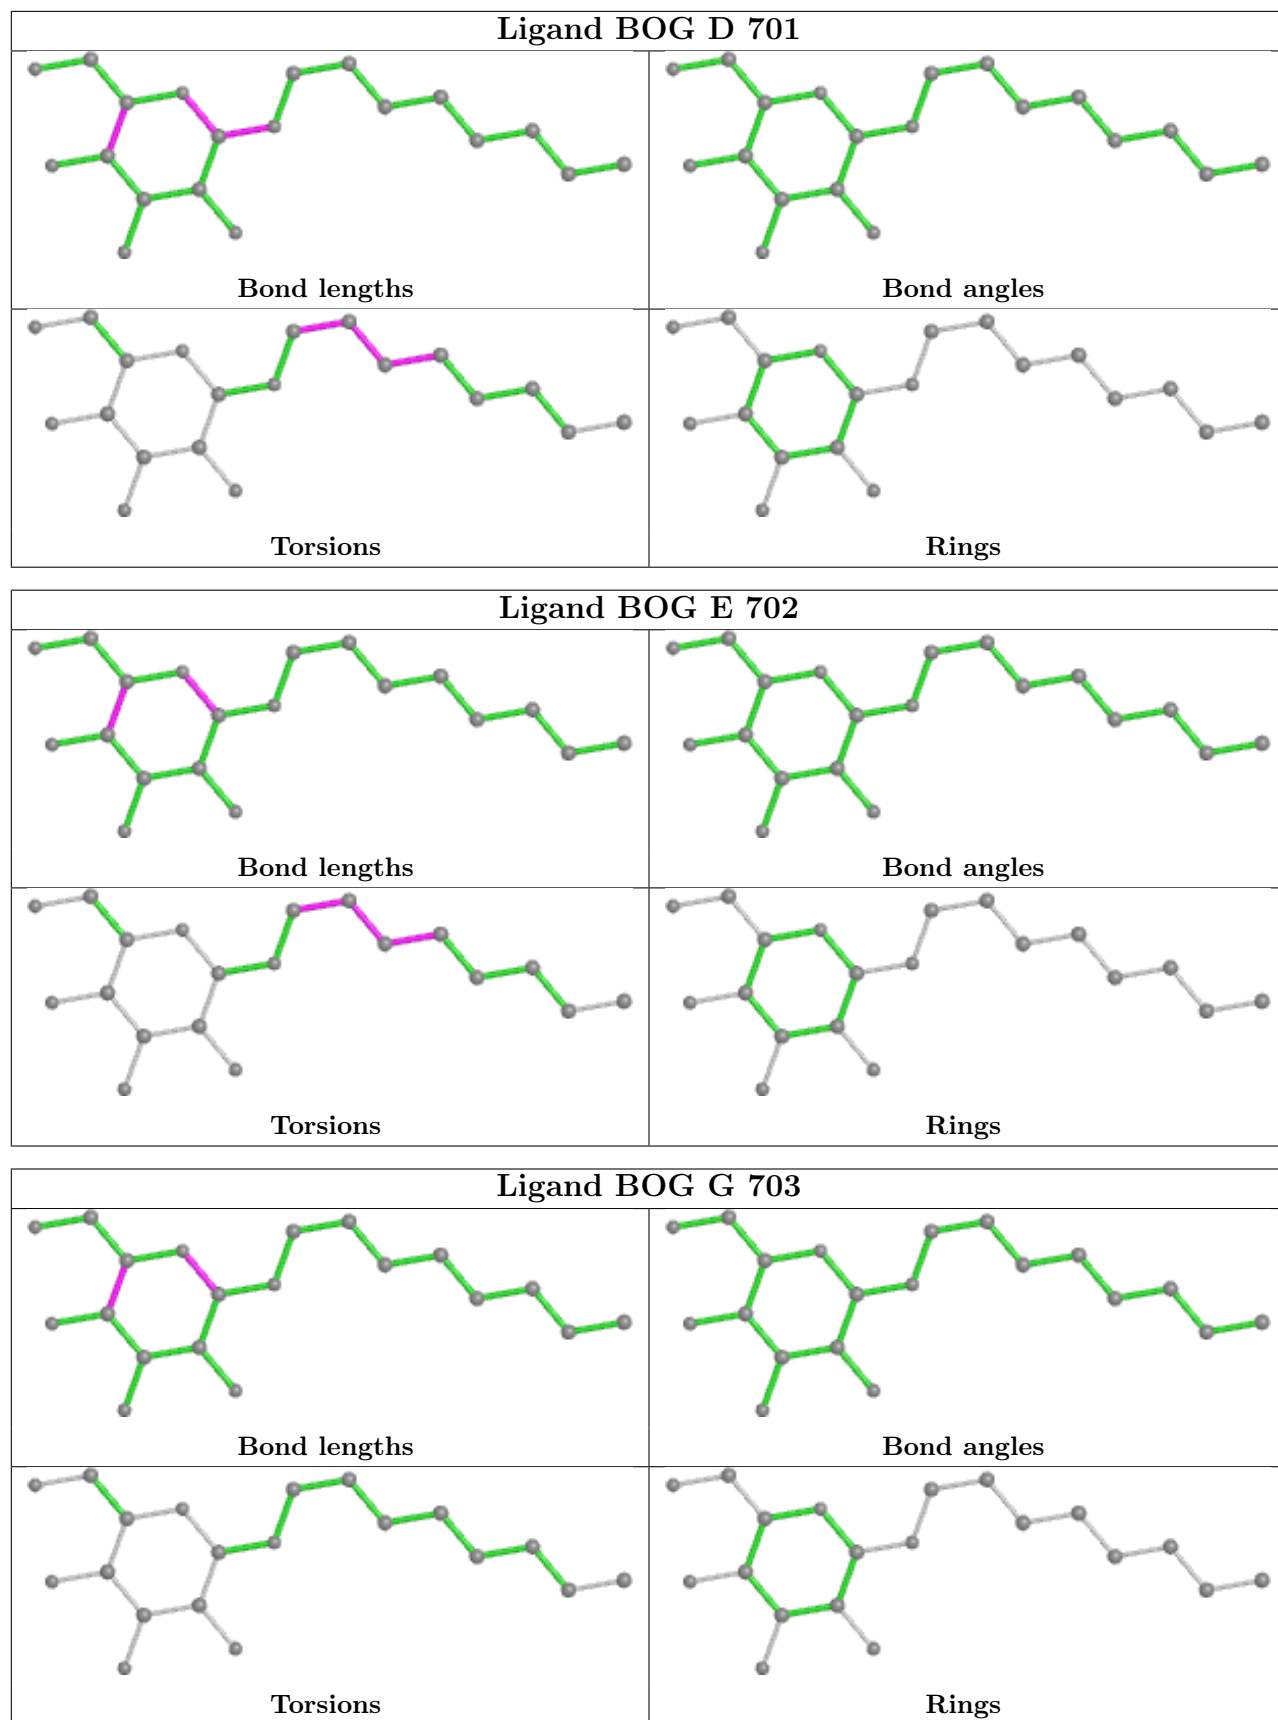 Ligand BOG D 701
Bond lengths
Bond angles
Torsions
Rings
Ligand BOG E 702
Bond lengths
Bond angles
Torsions
Rings
Ligand BOG G 703
Bond lengths
Bond angles
Torsions
Rings